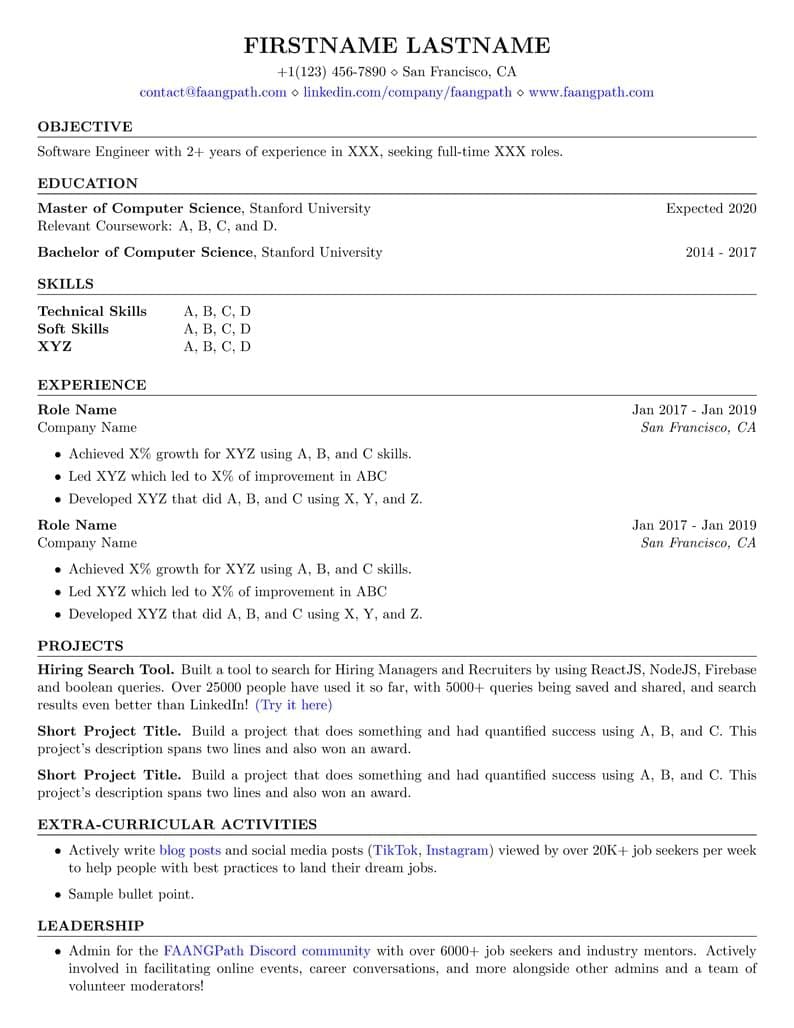 FIRSTNAME LASTNAME
+1(123) 456-7890 ⋄ San Francisco, CA
contact@faangpath.com ⋄ linkedin.com/company/faangpath ⋄ www.faangpath.com
OBJECTIVE
Software Engineer with 2+ years of experience in XXX, seeking full-time XXX roles.
EDUCATION
Master of Computer Science, Stanford University Expected 2020
Relevant Coursework: A, B, C, and D.
Bachelor of Computer Science, Stanford University 2014 - 2017
SKILLS
Technical Skills A, B, C, D
Soft Skills A, B, C, D
XYZ A, B, C, D
EXPERIENCE
Role Name Jan 2017 - Jan 2019
Company Name San Francisco, CA
• Achieved X% growth for XYZ using A, B, and C skills.
• Led XYZ which led to X% of improvement in ABC
• Developed XYZ that did A, B, and C using X, Y, and Z.
Role Name Jan 2017 - Jan 2019
Company Name San Francisco, CA
• Achieved X% growth for XYZ using A, B, and C skills.
• Led XYZ which led to X% of improvement in ABC
• Developed XYZ that did A, B, and C using X, Y, and Z.
PROJECTS
Hiring Search Tool. Built a tool to search for Hiring Managers and Recruiters by using ReactJS, NodeJS, Firebase
and boolean queries. Over 25000 people have used it so far, with 5000+ queries being saved and shared, and search
results even better than LinkedIn! (Try it here)
Short Project Title. Build a project that does something and had quantified success using A, B, and C. This
project's description spans two lines and also won an award.
Short Project Title. Build a project that does something and had quantified success using A, B, and C. This
project's description spans two lines and also won an award.
EXTRA-CURRICULAR ACTIVITIES
• Actively write blog posts and social media posts (TikTok, Instagram) viewed by over 20K+ job seekers per week
to help people with best practices to land their dream jobs.
• Sample bullet point.
LEADERSHIP
• Admin for the FAANGPath Discord community with over 6000+ job seekers and industry mentors. Actively
involved in facilitating online events, career conversations, and more alongside other admins and a team of
volunteer moderators!